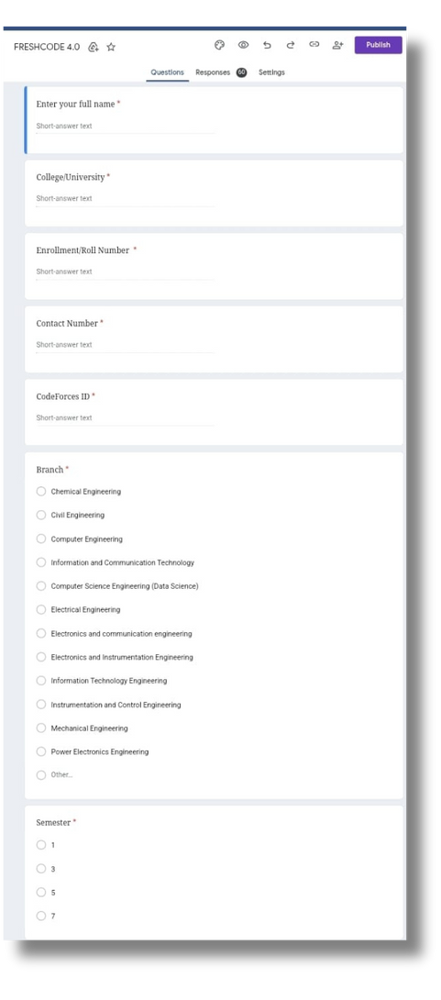 FRESHCODE 4.0
Publish
Questions Responses 60 Settings
Enter your full name *
Short-answer text
College/University *
Short-answer text
Enrollment/Roll Number *
Short-answer text
Contact Number *
Short-answer text
CodeForces ID *
Short-answer text
Branch *
Chemical Engineering
Civil Engineering
Computer Engineering
Information and Communication Technology
Computer Science Engineering (Data Science)
Electrical Engineering
Electronics and communication engineering
Electronics and Instrumentation Engineering
Information Technology Engineering
Instrumentation and Control Engineering
Mechanical Engineering
Power Electronics Engineering
Other...
Semester *
1
3
5
7